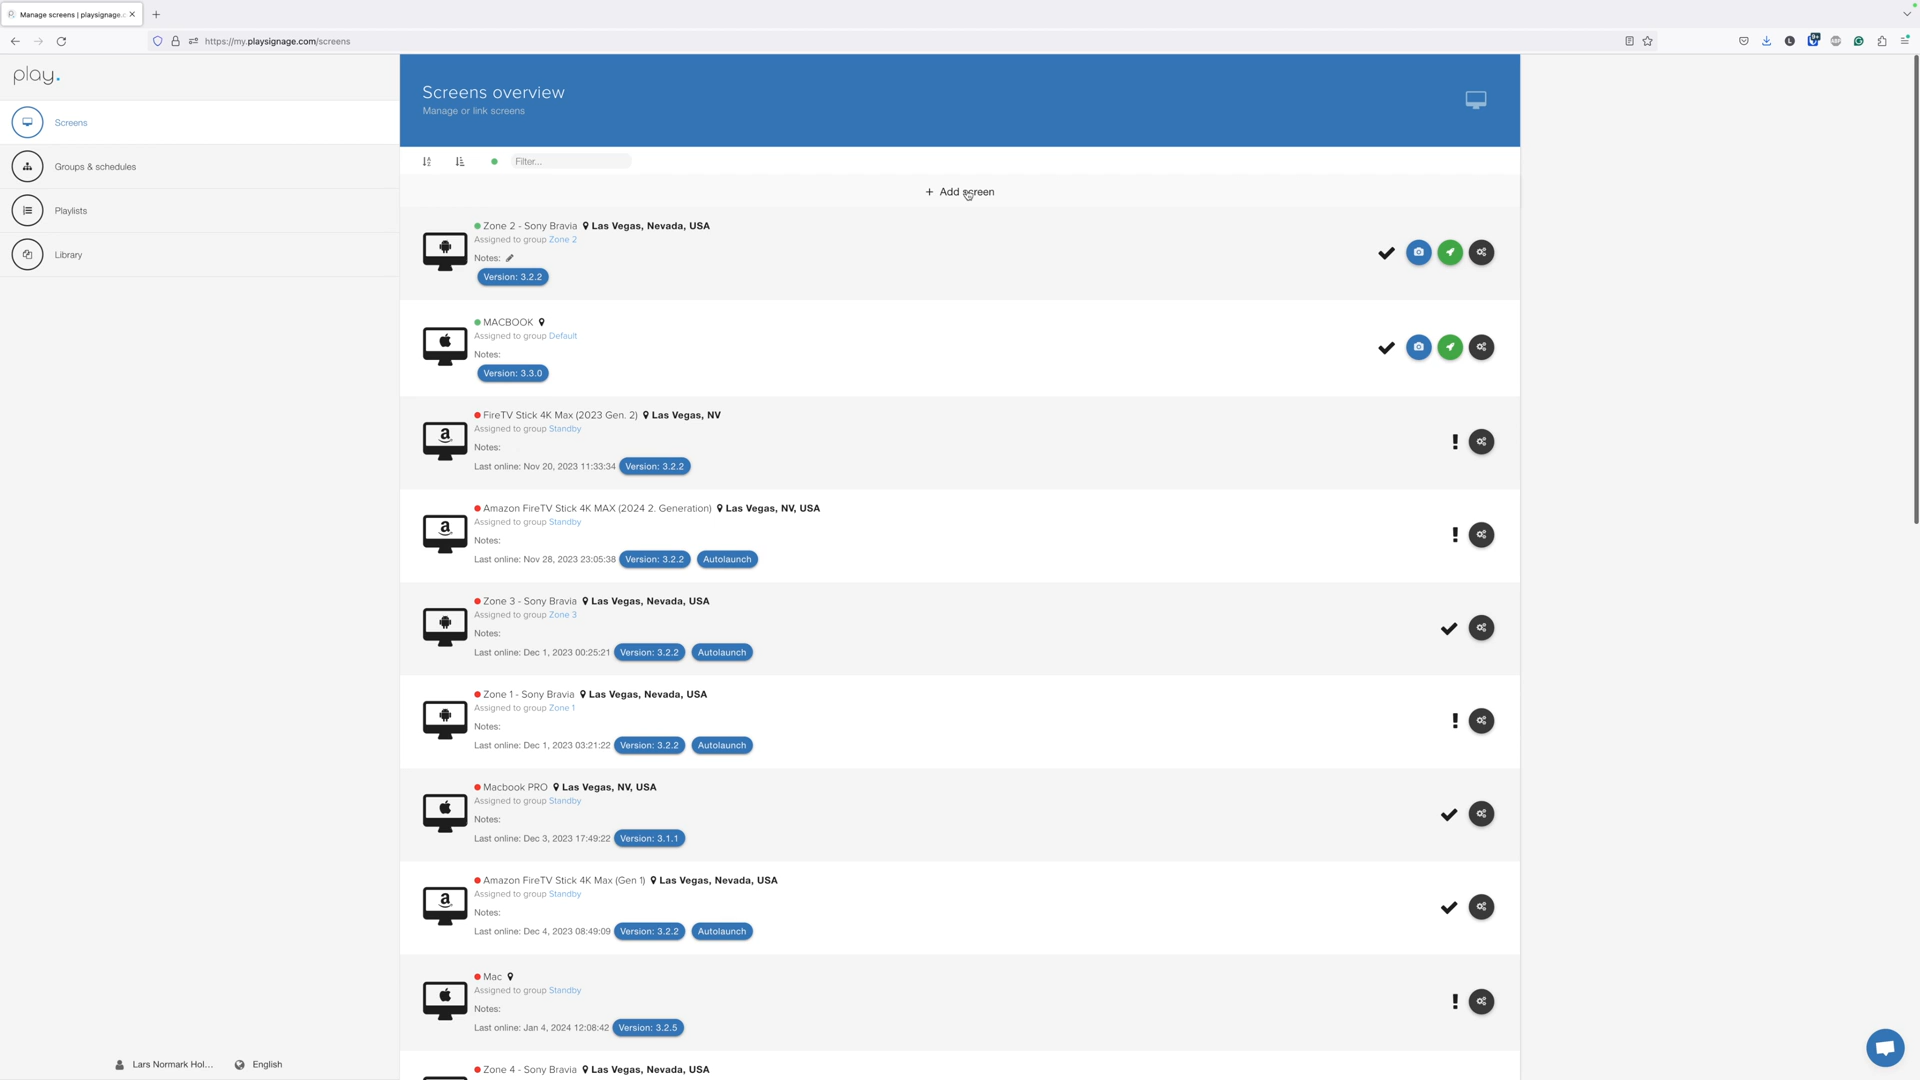 Manage screens | playsignage.c
https://my.playsignage.com/screens
play.
Screens
Groups & schedules
Playlists
Library
Screens overview
Manage or link screens
Filter...
+ Add screen
Zone 2 - Sony Bravia Las Vegas, Nevada, USA
Assigned to group Zone 2
Notes:
Version: 3.2.2
MACBOOK
Assigned to group Default
Notes:
Version: 3.3.0
FireTV Stick 4K Max (2023 Gen. 2) Las Vegas, NV
Assigned to group Standby
Notes:
Last online: Nov 20, 2023 11:33:34 Version: 3.2.2
Amazon FireTV Stick 4K MAX (2024 2. Generation) Las Vegas, NV, USA
Assigned to group Standby
Notes:
Last online: Nov 28, 2023 23:05:38 Version: 3.2.2 Autolaunch
Zone 3 - Sony Bravia Las Vegas, Nevada, USA
Assigned to group Zone 3
Notes:
Last online: Dec 1, 2023 00:25:21 Version: 3.2.2 Autolaunch
Zone 1 - Sony Bravia Las Vegas, Nevada, USA
Assigned to group Zone 1
Notes:
Last online: Dec 1, 2023 03:21:22 Version: 3.2.2 Autolaunch
Macbook PRO Las Vegas, NV, USA
Assigned to group Standby
Notes:
Last online: Dec 3, 2023 17:49:22 Version: 3.1.1
Amazon FireTV Stick 4K Max (Gen 1) Las Vegas, Nevada, USA
Assigned to group Standby
Notes:
Last online: Dec 4, 2023 08:49:09 Version: 3.2.2 Autolaunch
Mac
Assigned to group Standby
Notes:
Last online: Jan 4, 2024 12:08:42 Version: 3.2.5
Zone 4 - Sony Bravia Las Vegas, Nevada, USA
Lars Normark Hol... English